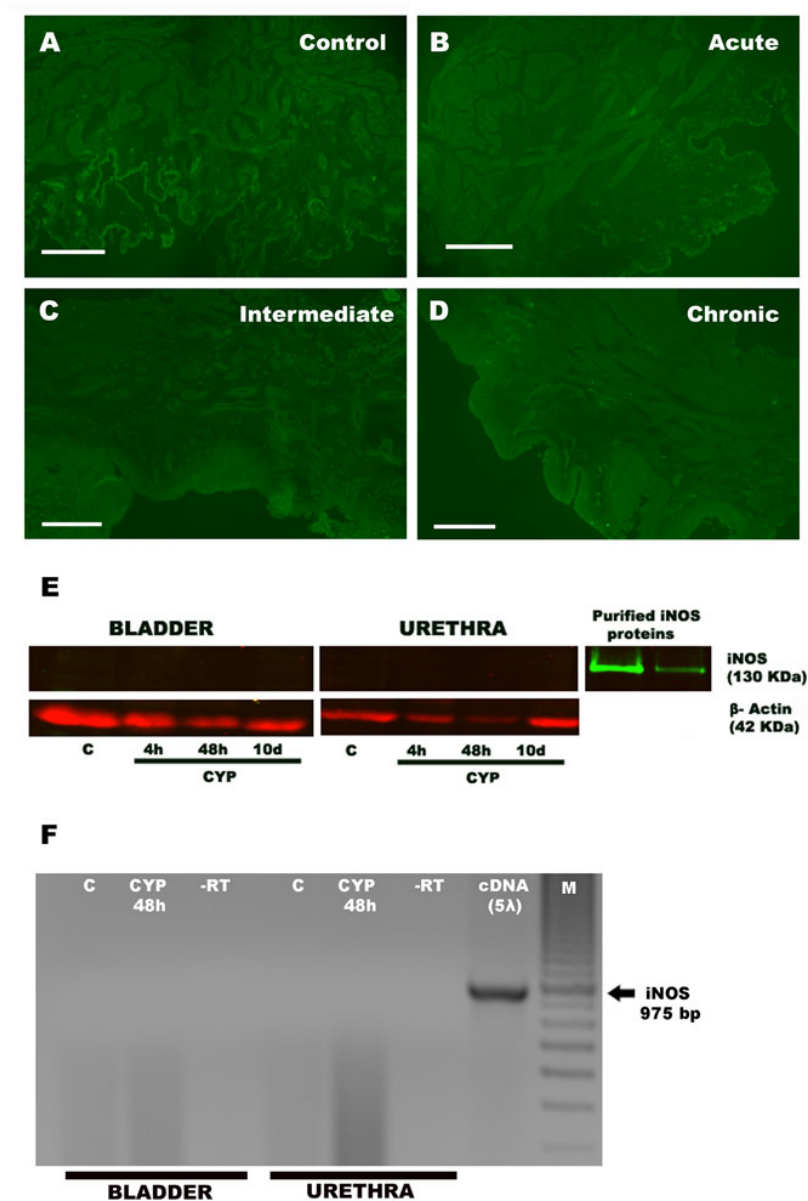 A Control
B Acute
C Intermediate
D Chronic
E
BLADDER
URETHRA
Purified iNOS
proteins
iNOS
(130 KDa)
β- Actin
(42 KDa)
C 4h 48h 10d
CYP
C 4h 48h 10d
CYP
F
C CYP -RT C CYP -RT cDNA M
48h 48h (5λ)
iNOS
975 bp
BLADDER URETHRA